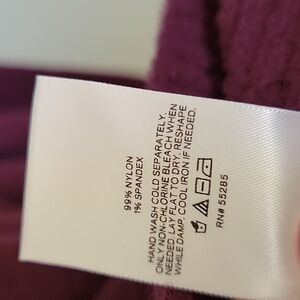 99% NYLON
1% SPANDEX
HAND WASH COLD SEPARATELY.
ONLY NON-CHLORINE BLEACH WHEN
NEEDED. LAY FLAT TO DRY. RESHAPE
WHILE DAMP. COOL IRON IF NEEDED.
RN# 55285